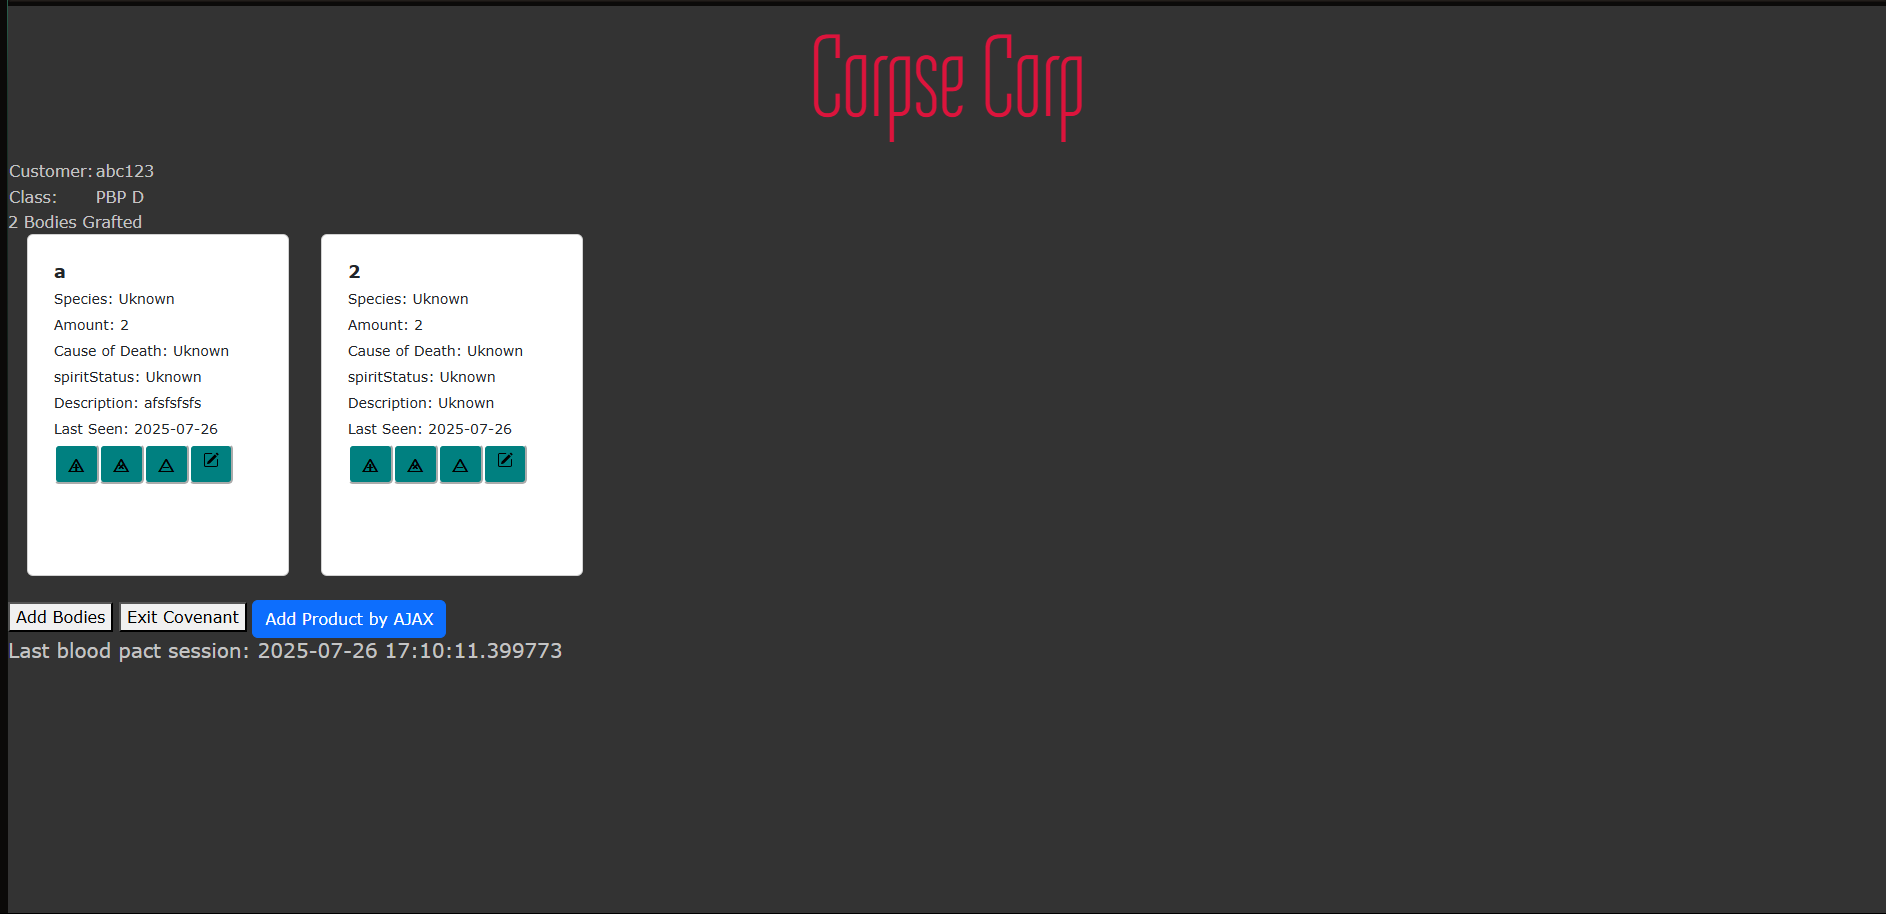 Corpse Corp
Customer: abc123
Class: PBP D
2 Bodies Grafted
a
Species: Uknown
Amount: 2
Cause of Death: Uknown
spiritStatus: Uknown
Description: afsfsfsfs
Last Seen: 2025-07-26
2
Species: Uknown
Amount: 2
Cause of Death: Uknown
spiritStatus: Uknown
Description: Uknown
Last Seen: 2025-07-26
Add Bodies Exit Covenant Add Product by AJAX
Last blood pact session: 2025-07-26 17:10:11.399773